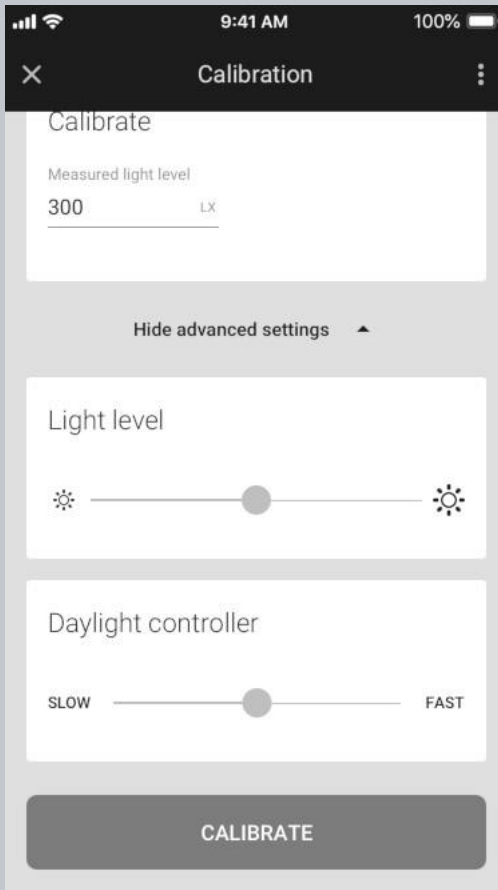 9:41 AM
100%
Calibration
Calibrate
Measured light level
300 LX
Hide advanced settings
Light level
Daylight controller
SLOW FAST
CALIBRATE